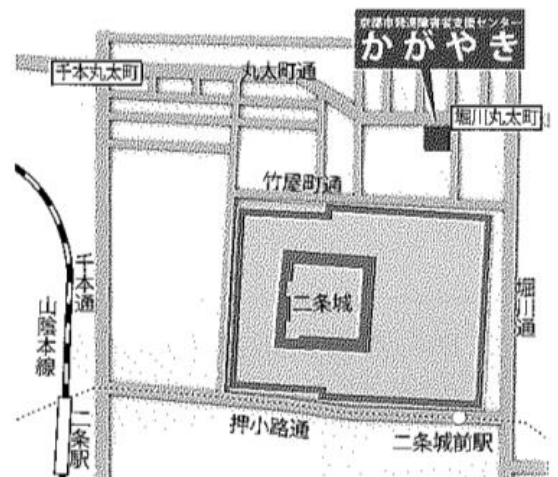 京都市発達障害者支援センター
かがやき
千本丸太町
丸太町通
堀川丸太町
竹屋町通
千本通
山陰本線
二条城
堀川通
二条駅
押小路通
二条城前駅